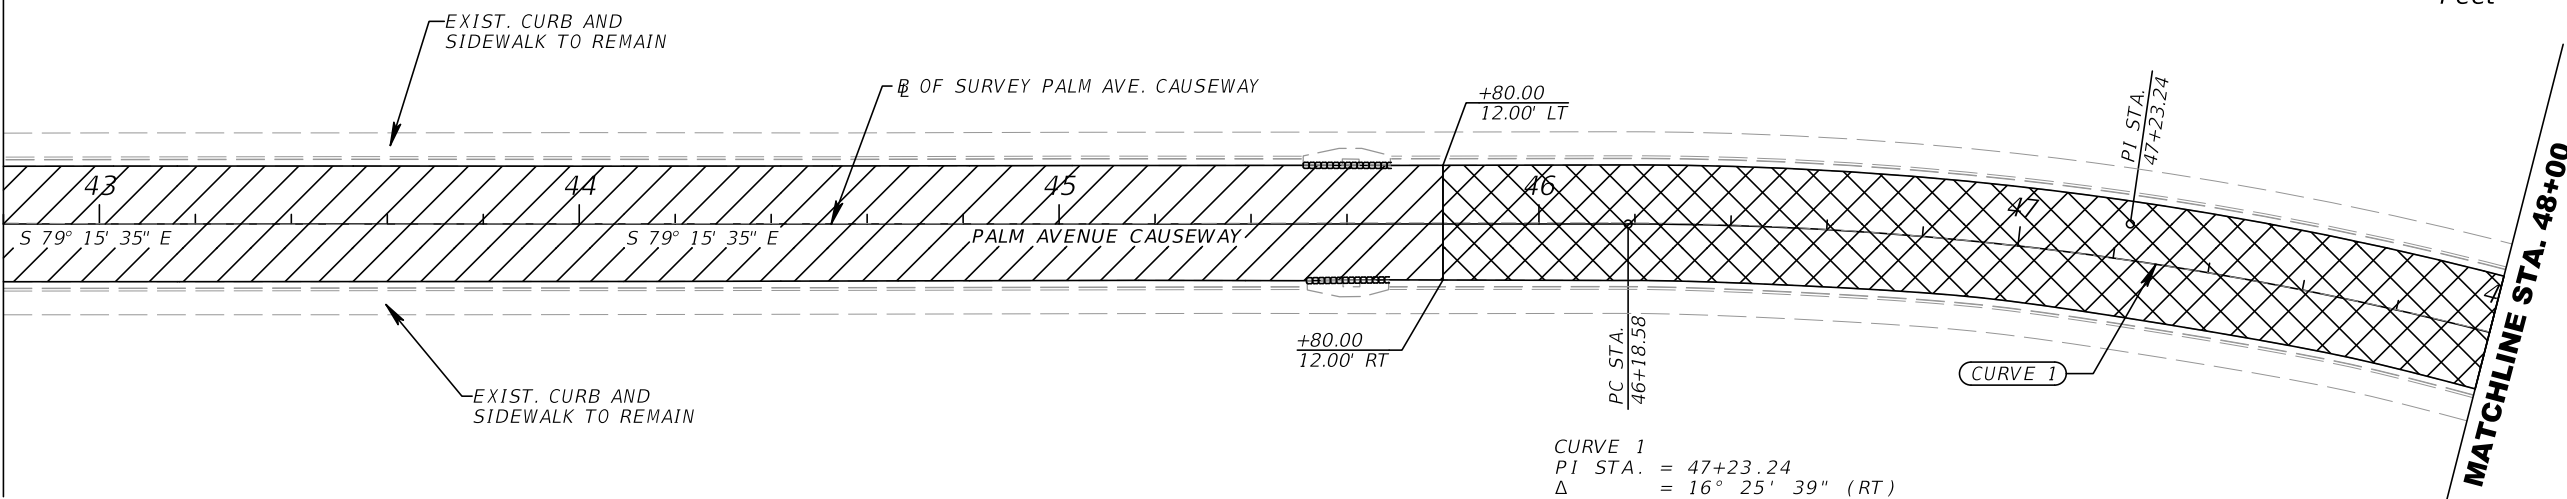 Feet
EXIST. CURB AND
SIDEWALK TO REMAIN
BL OF SURVEY PALM AVE. CAUSEWAY
+80.00
12.00' LT
PI STA.
47+23.24
43
44
45
46
47
S 79° 15' 35" E
S 79° 15' 35" E
PALM AVENUE CAUSEWAY
MATCHLINE STA. 48+00
+80.00
12.00' RT
PC STA.
46+18.58
CURVE 1
EXIST. CURB AND
SIDEWALK TO REMAIN
CURVE 1
PI STA. = 47+23.24
Δ = 16° 25' 39" (RT)